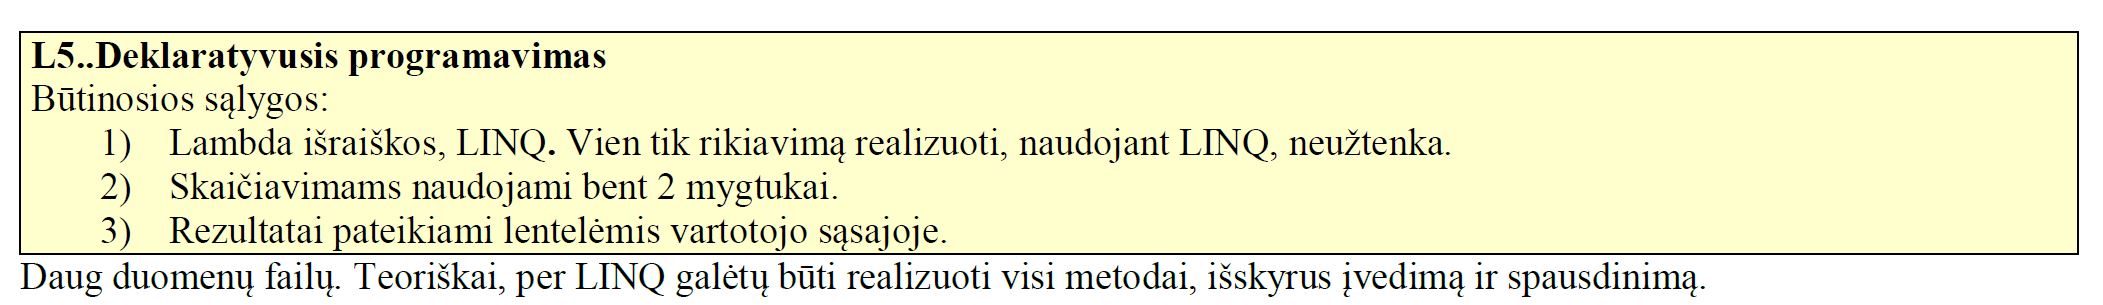 L5..Deklaratyvusis programavimas
Būtinosios sąlygos:
1) Lambda išraiškos, LINQ. Vien tik rikiavimą realizuoti, naudojant LINQ, neužtenka.
2) Skaičiavimams naudojami bent 2 mygtukai.
3) Rezultatai pateikiami lentelėmis vartotojo sąsajoje.
Daug duomenų failų. Teoriškai, per LINQ galėtų būti realizuoti visi metodai, išskyrus įvedimą ir spausdinimą.